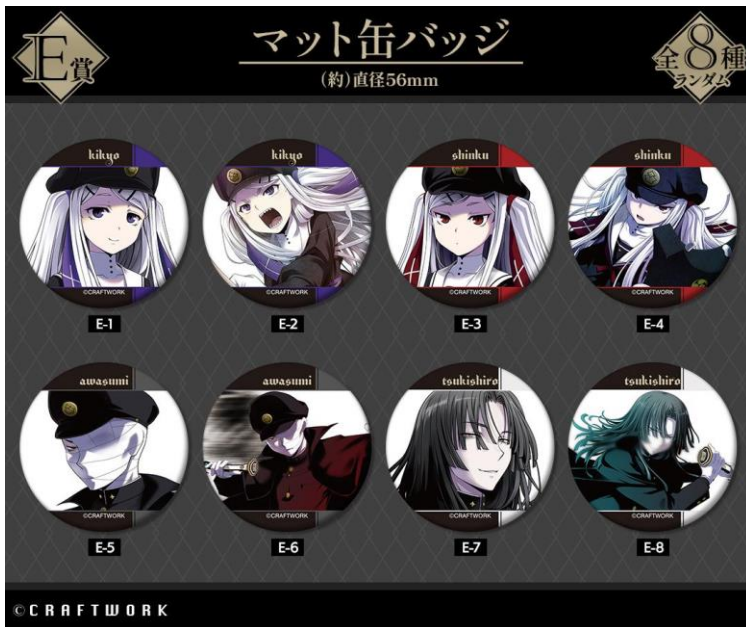 E賞
マット缶バッジ
(約)直径56mm
全8種
ランダム
kikyo
kikyo
shinku
shinku
©CRAFTWORK
©CRAFTWORK
©CRAFTWORK
©CRAFTWORK
E-1
E-2
E-3
E-4
awasumi
awasumi
tsukishiro
tsukishiro
©CRAFTWORK
©CRAFTWORK
©CRAFTWORK
©CRAFTWORK
E-5
E-6
E-7
E-8
©CRAFTWORK